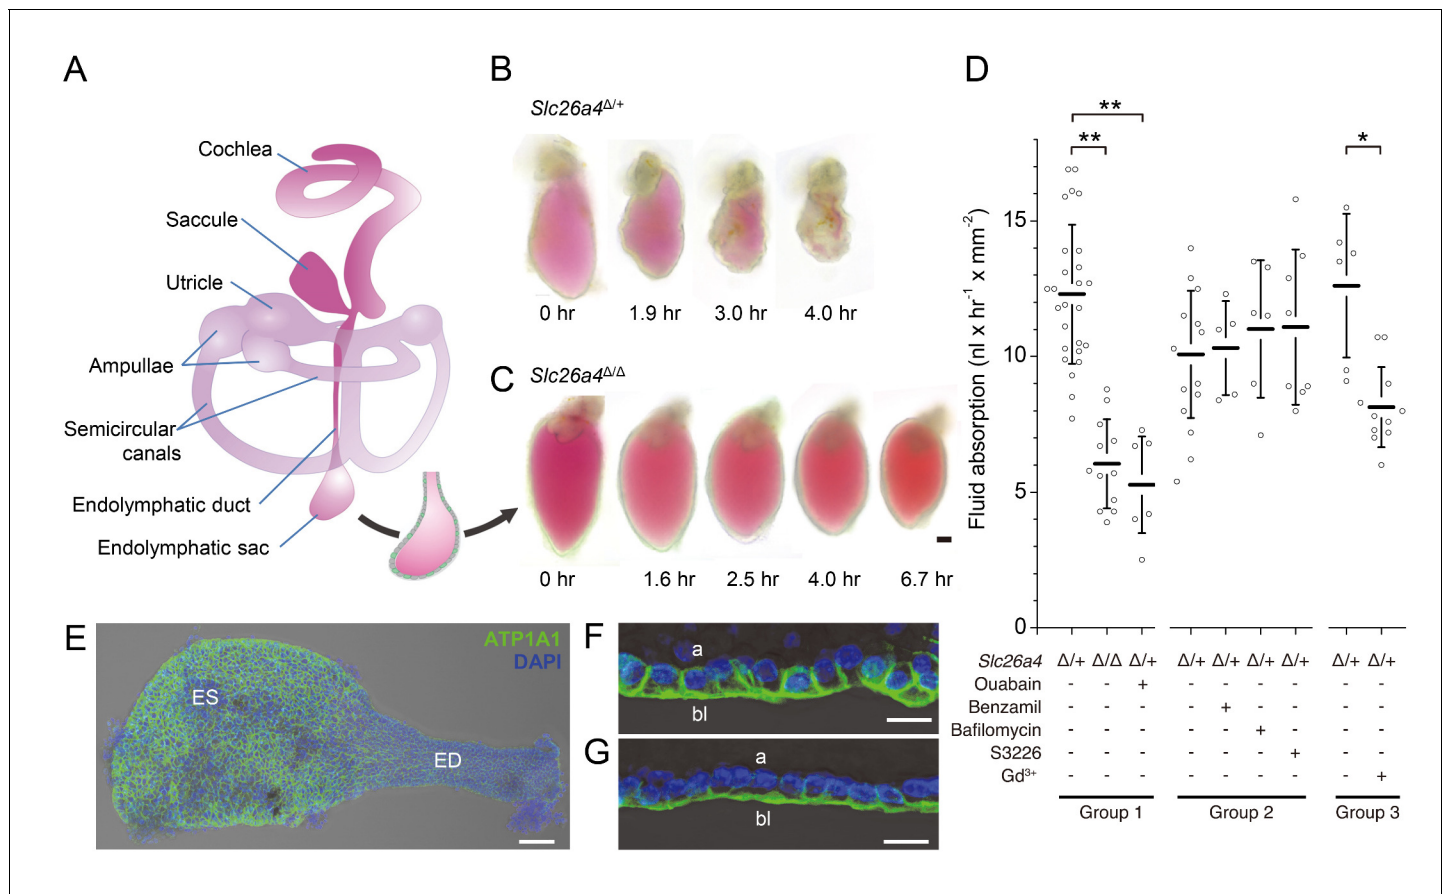 A
Cochlea
Saccule
Utricle
Ampullae
Semicircular
canals
Endolymphatic duct
Endolymphatic sac
B
Slc26a4Δ/+
0 hr 1.9 hr 3.0 hr 4.0 hr
C
Slc26a4Δ/Δ
0 hr 1.6 hr 2.5 hr 4.0 hr 6.7 hr
D
** 
** *
Fluid absorption (nl x hr-1 x mm-2)
15
10
5
0
Slc26a4 Δ/+ Δ/Δ Δ/+ Δ/+ Δ/+ Δ/+ Δ/+ Δ/+ Δ/+
Ouabain - - + - - - - - -
Benzamil - - - - + - - - -
Bafilomycin - - - - - + - - -
S3226 - - - - - - + - -
Gd3+ - - - - - - - - +
Group 1 Group 2 Group 3
E
ATP1A1
DAPI
ES
ED
F
a
bl
G
a
bl